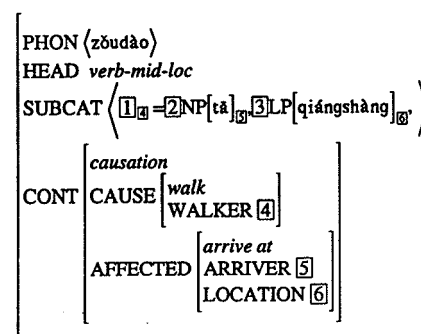 PHON ⟨zǒudào⟩
HEAD verb-mid-loc
SUBCAT ⟨ 1 4 = 2 NP[tā] 5, 3 LP[qiángshàng] 6, ⟩
CONT
causation
CAUSE
walk
WALKER 4
AFFECTED
arrive at
ARRIVER 5
LOCATION 6